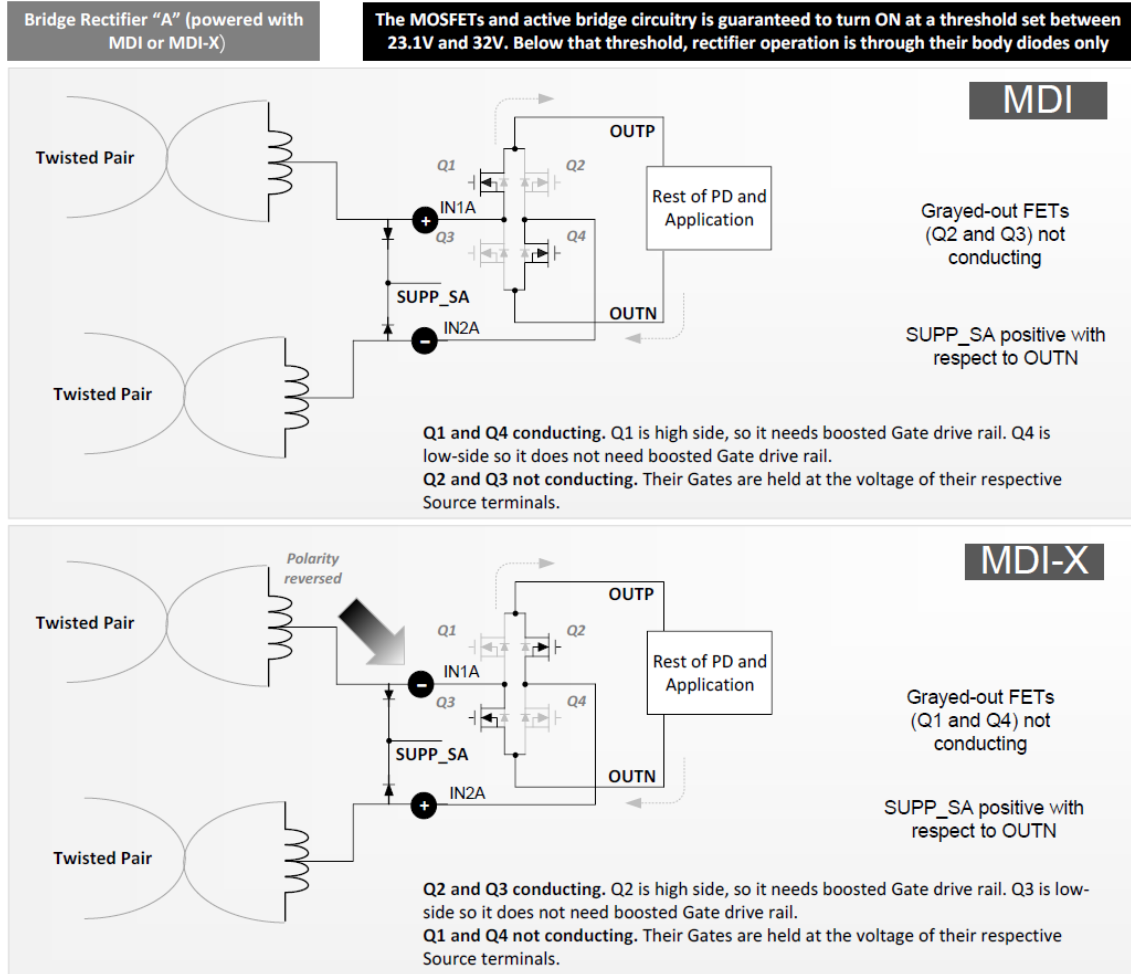 Bridge Rectifier “A” (powered with
MDI or MDI-X)
The MOSFETs and active bridge circuitry is guaranteed to turn ON at a threshold set between
23.1V and 32V. Below that threshold, rectifier operation is through their body diodes only
MDI
Twisted Pair
OUTP
Q1
Q2
Rest of PD and
Application
+
IN1A
Q3
Q4
Grayed-out FETs
(Q2 and Q3) not
conducting
SUPP_SA
OUTN
-
IN2A
SUPP_SA positive with
respect to OUTN
Twisted Pair
Q1 and Q4 conducting. Q1 is high side, so it needs boosted Gate drive rail. Q4 is
low-side so it does not need boosted Gate drive rail.
Q2 and Q3 not conducting. Their Gates are held at the voltage of their respective
Source terminals.
MDI-X
Polarity
reversed
Twisted Pair
OUTP
Q1
Q2
Rest of PD and
Application
-
IN1A
Q3
Q4
Grayed-out FETs
(Q1 and Q4) not
conducting
SUPP_SA
OUTN
+
IN2A
SUPP_SA positive with
respect to OUTN
Twisted Pair
Q2 and Q3 conducting. Q2 is high side, so it needs boosted Gate drive rail. Q3 is low-
side so it does not need boosted Gate drive rail.
Q1 and Q4 not conducting. Their Gates are held at the voltage of their respective
Source terminals.